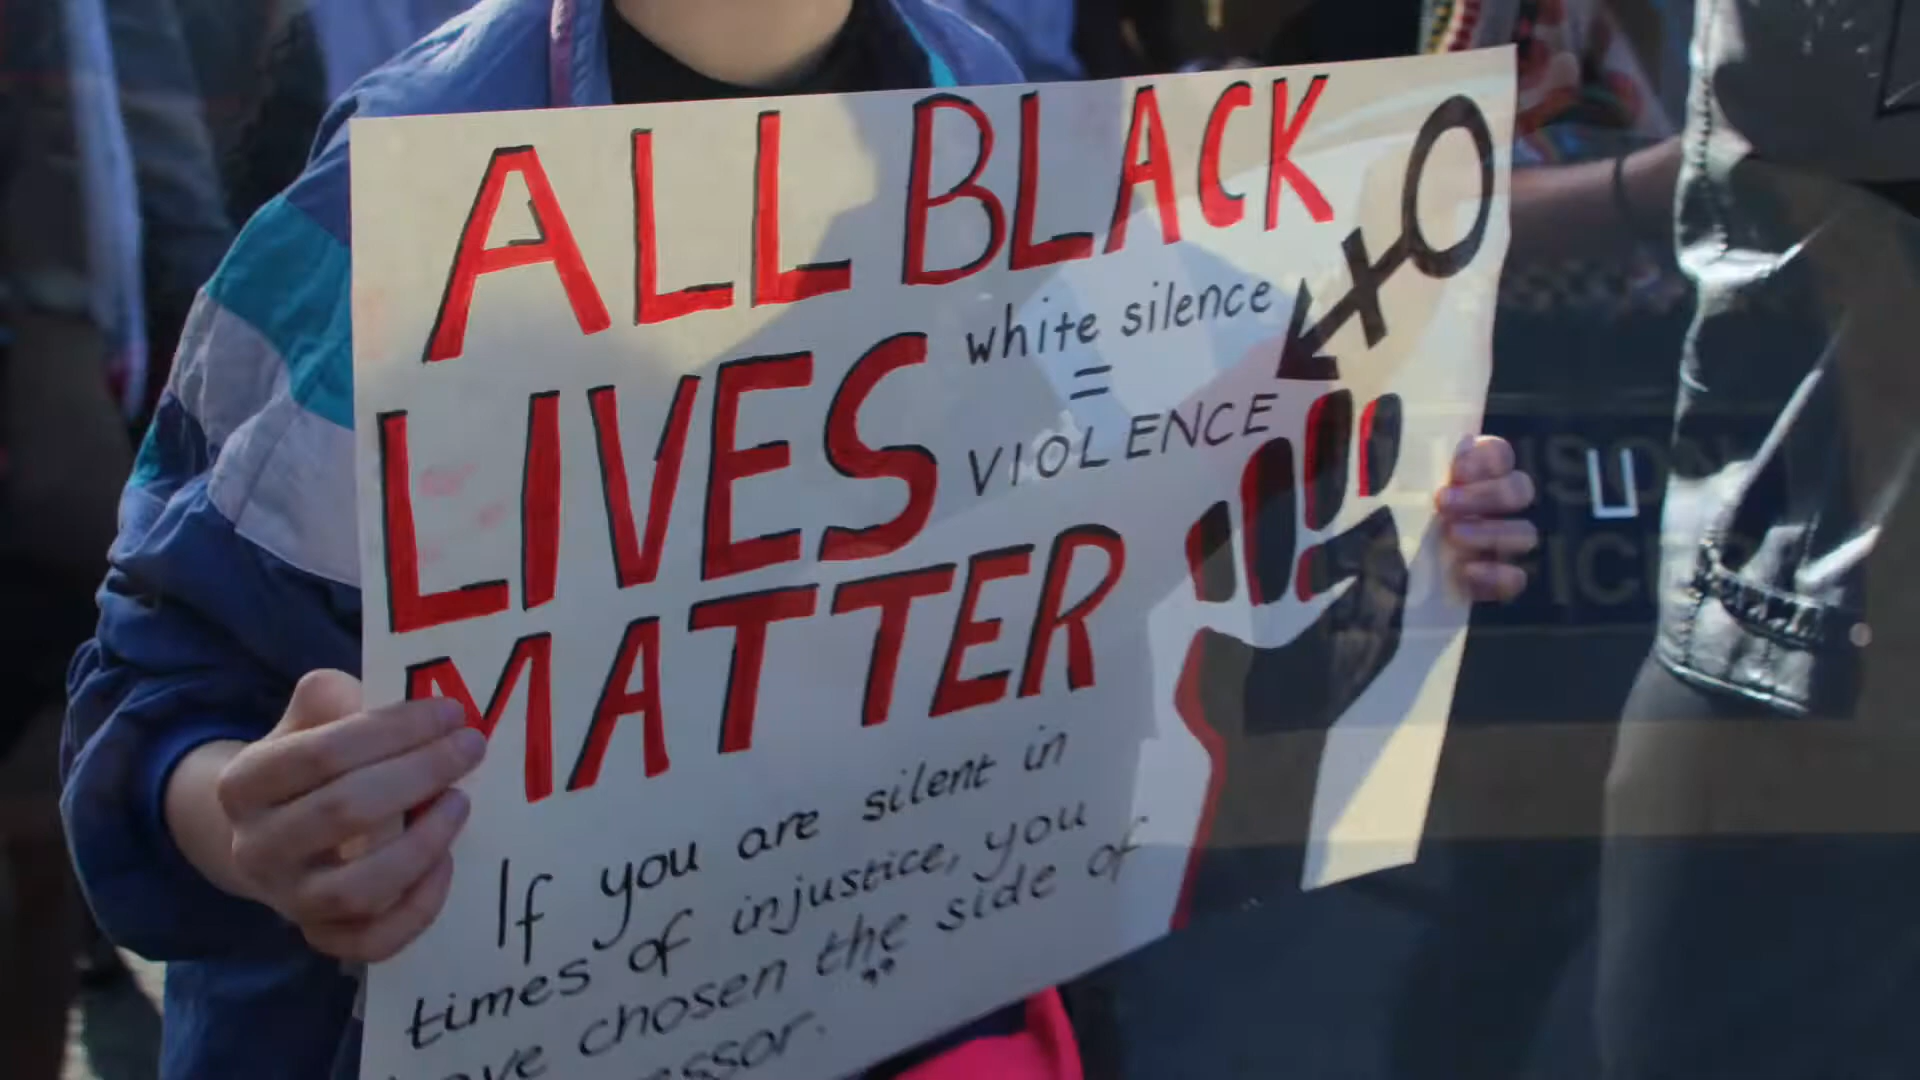 ALL BLACK
LIVES
white silence
=
VIOLENCE
MATTER
If you are silent in
times of injustice, you
chosen the side of